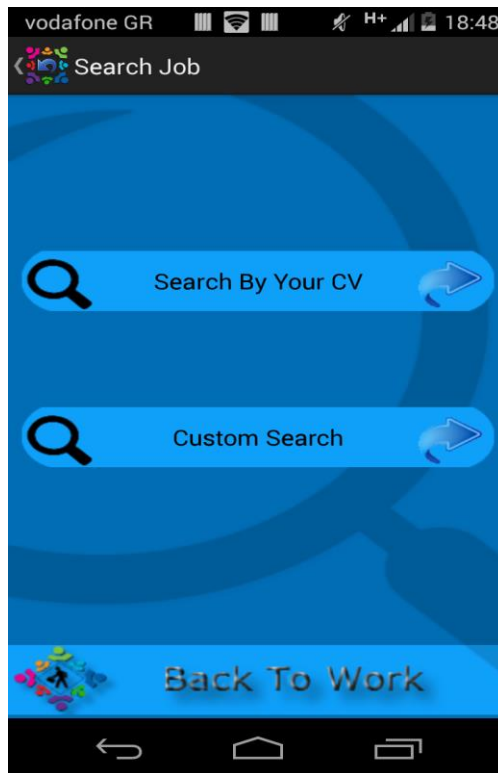 vodafone GR H+ 18:48
Search Job
Search By Your CV
Custom Search
Back To Work